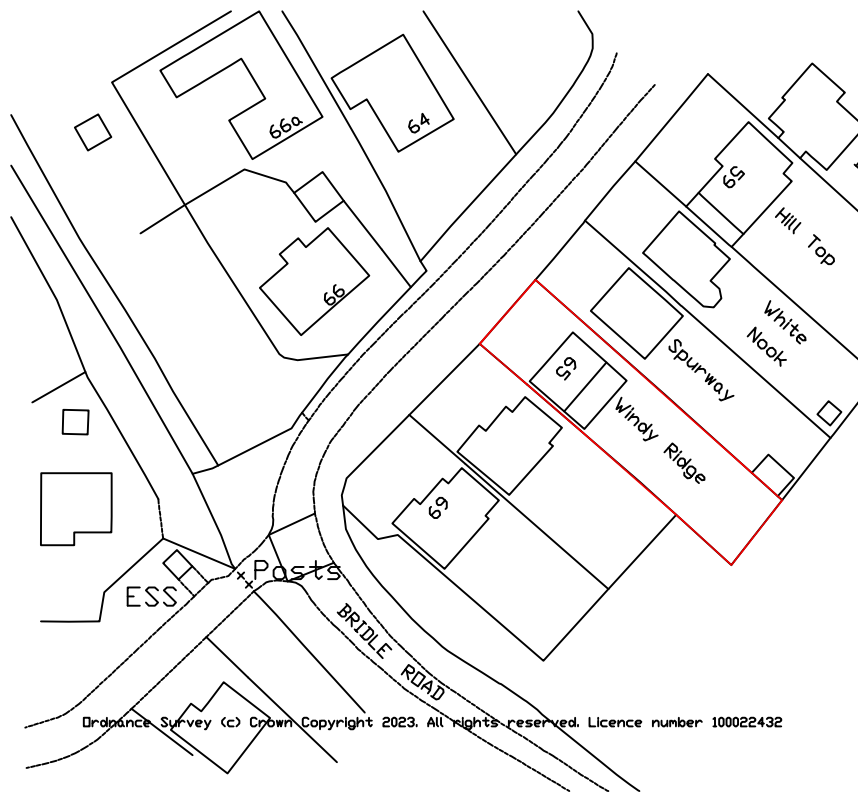 66a
64
59
Hill Top
66
White
Nook
Spurway
65
Windy Ridge
69
Posts
ESS
BRIDLE ROAD
Ordnance Survey (c) Crown Copyright 2023. All rights reserved. Licence number 100022432